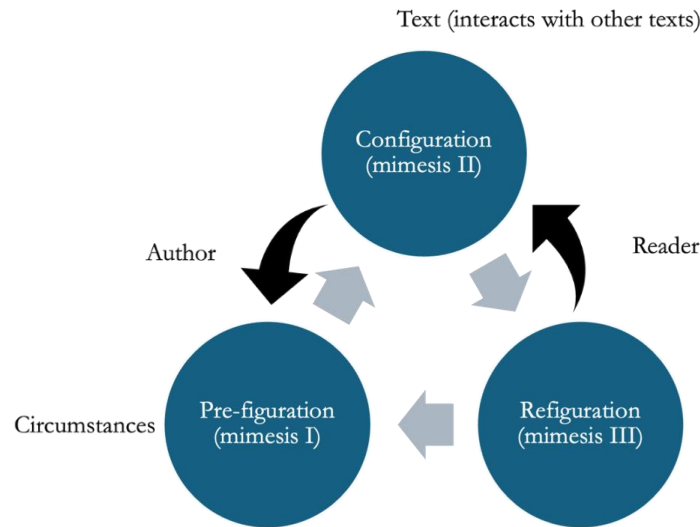 Text (interacts with other texts)
Configuration
(mimesis II)
Author
Reader
Circumstances
Pre-figuration
(mimesis I)
Refiguration
(mimesis III)